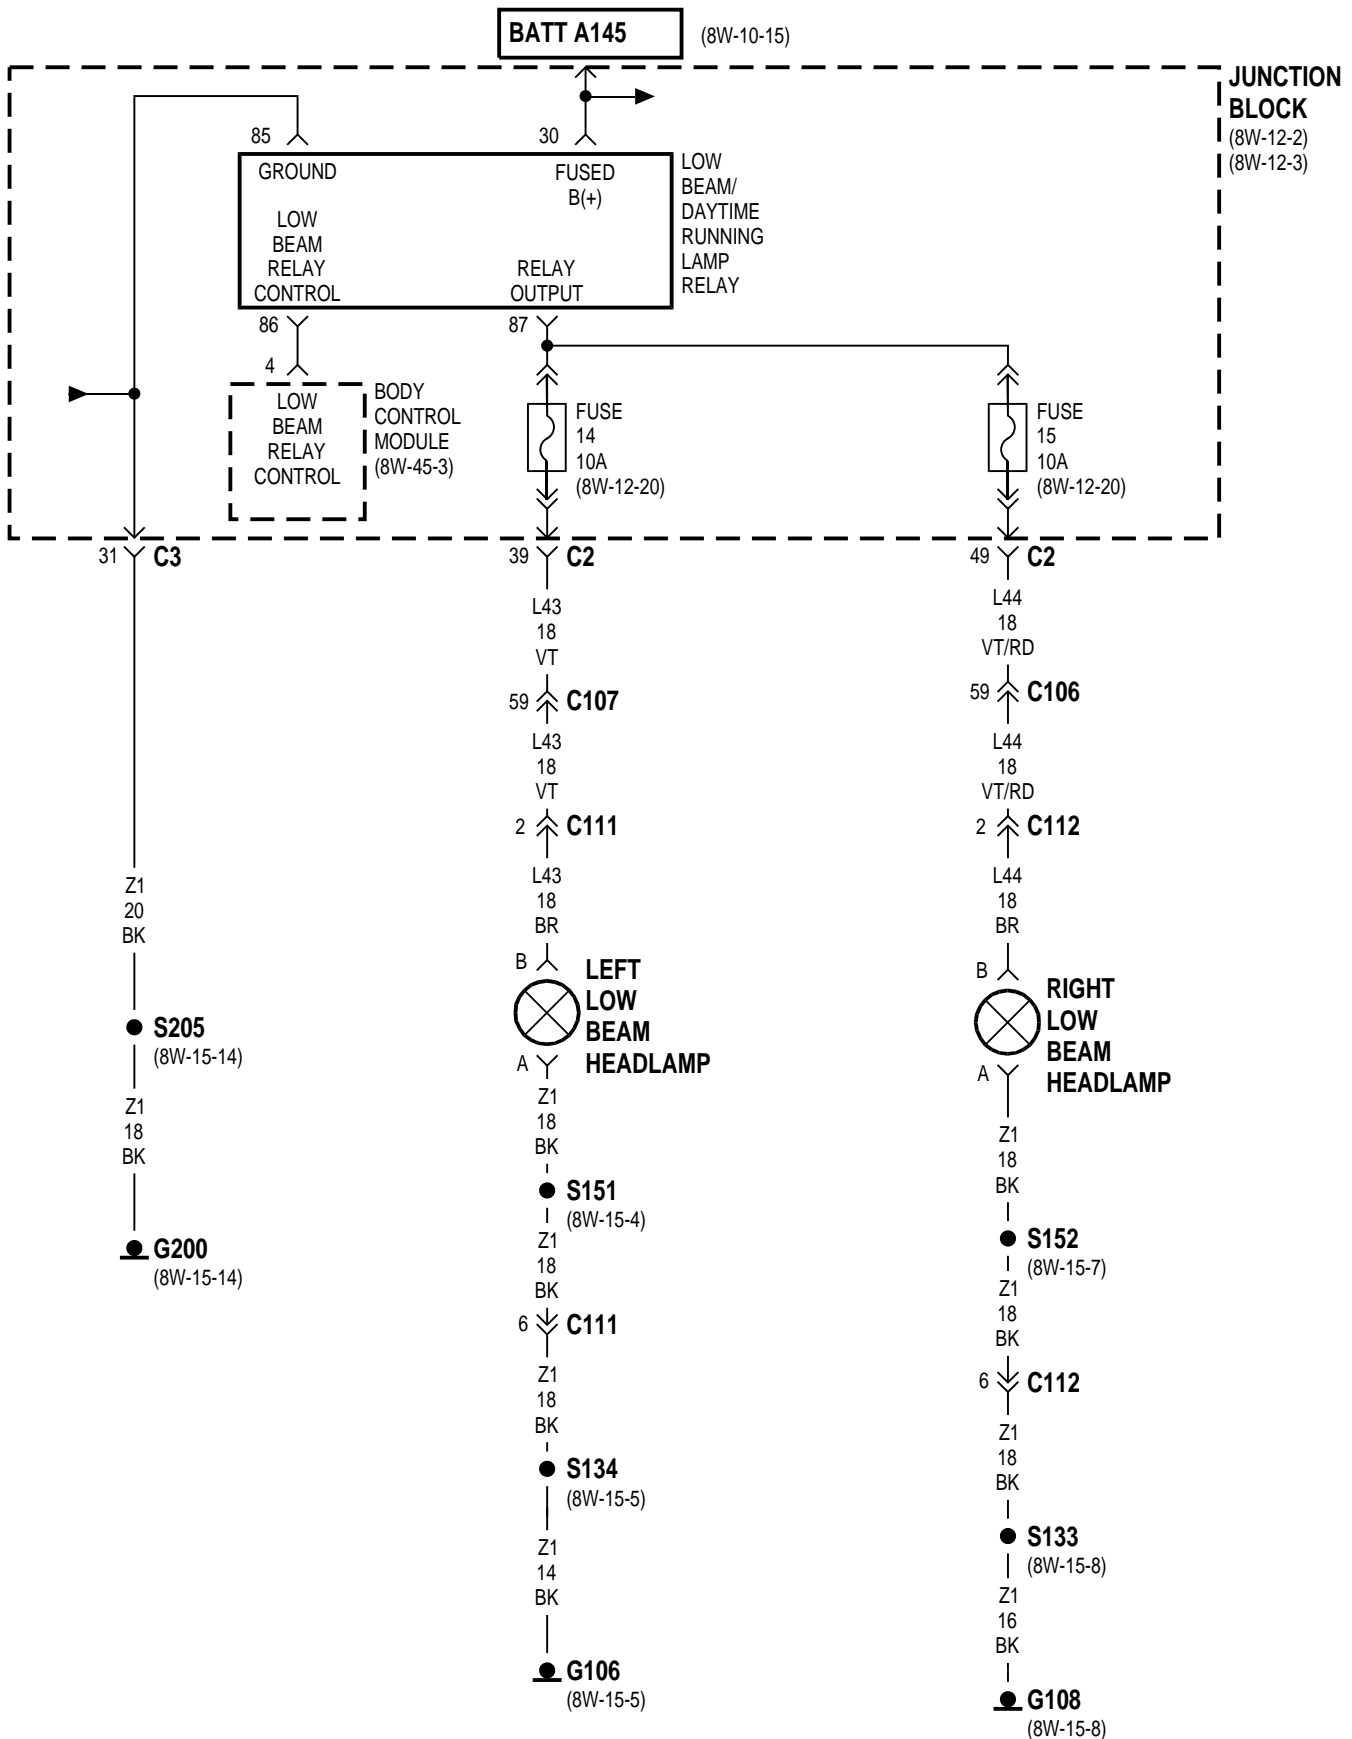 BATT A145
(8W-10-15)
JUNCTION
BLOCK
(8W-12-2)
(8W-12-3)
85
30
GROUND
FUSED
B(+)
LOW
BEAM/
DAYTIME
RUNNING
LAMP
RELAY
LOW
BEAM
RELAY
CONTROL
RELAY
OUTPUT
86
87
4
LOW
BEAM
RELAY
CONTROL
BODY
CONTROL
MODULE
(8W-45-3)
FUSE
14
10A
(8W-12-20)
FUSE
15
10A
(8W-12-20)
31 C3
39 C2
49 C2
Z1
20
BK
S205
(8W-15-14)
Z1
18
BK
G200
(8W-15-14)
L43
18
VT
59 C107
L43
18
VT
2 C111
L43
18
BR
B
LEFT
LOW
BEAM
HEADLAMP
A
Z1
18
BK
S151
(8W-15-4)
Z1
18
BK
6 C111
Z1
18
BK
S134
(8W-15-5)
Z1
14
BK
G106
(8W-15-5)
L44
18
VT/RD
59 C106
L44
18
VT/RD
2 C112
L44
18
BR
B
RIGHT
LOW
BEAM
HEADLAMP
A
Z1
18
BK
S152
(8W-15-7)
Z1
18
BK
6 C112
Z1
18
BK
S133
(8W-15-8)
Z1
16
BK
G108
(8W-15-8)